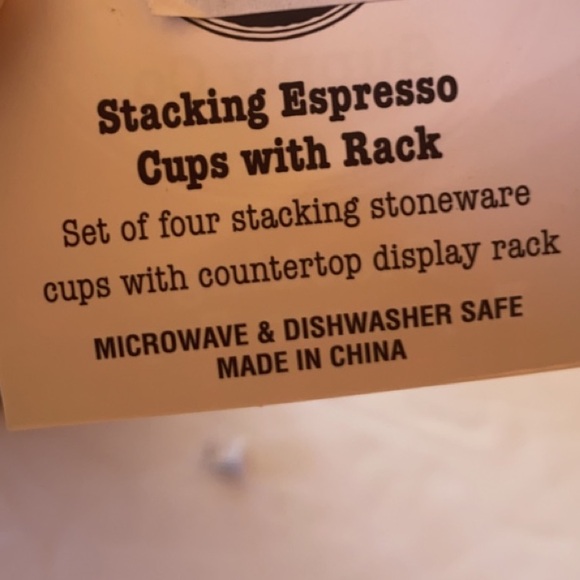 Stacking Espresso
Cups with Rack
Set of four stacking stoneware
cups with countertop display rack
MICROWAVE & DISHWASHER SAFE
MADE IN CHINA